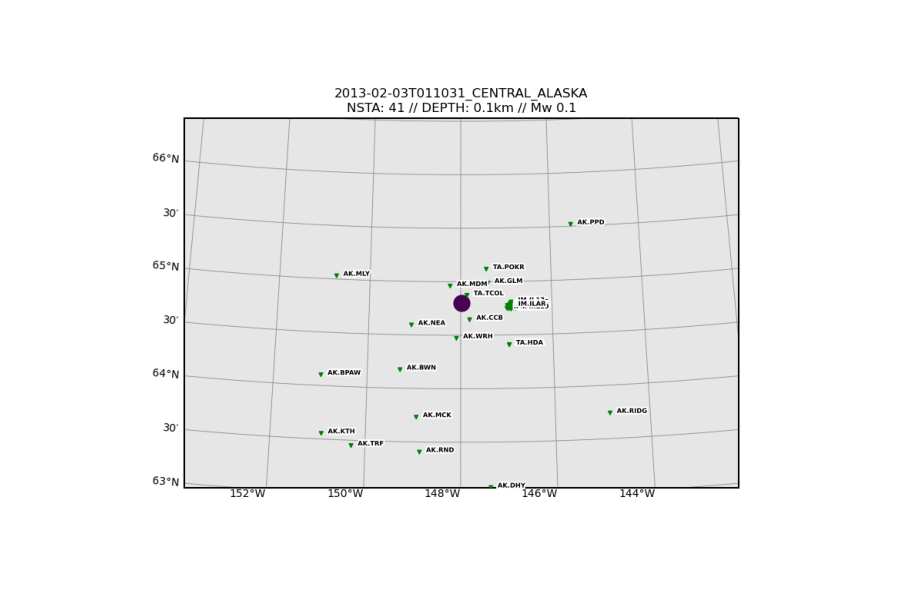 2013-02-03T011031_CENTRAL_ALASKA
NSTA: 41 // DEPTH: 0.1km // Mw 0.1
66°N
30′
AK.PPD
65°N
TA.POKR
AK.MLY
AK.GLM
AK.MDM
TA.TCOL
IM.ILAR
30′
AK.CCB
AK.NEA
AK.WRH
TA.HDA
64°N
AK.BPAW
AK.BWN
AK.RIDG
AK.MCK
30′
AK.KTH
AK.TRF
AK.RND
63°N
AK.DHY
152°W 150°W 148°W 146°W 144°W